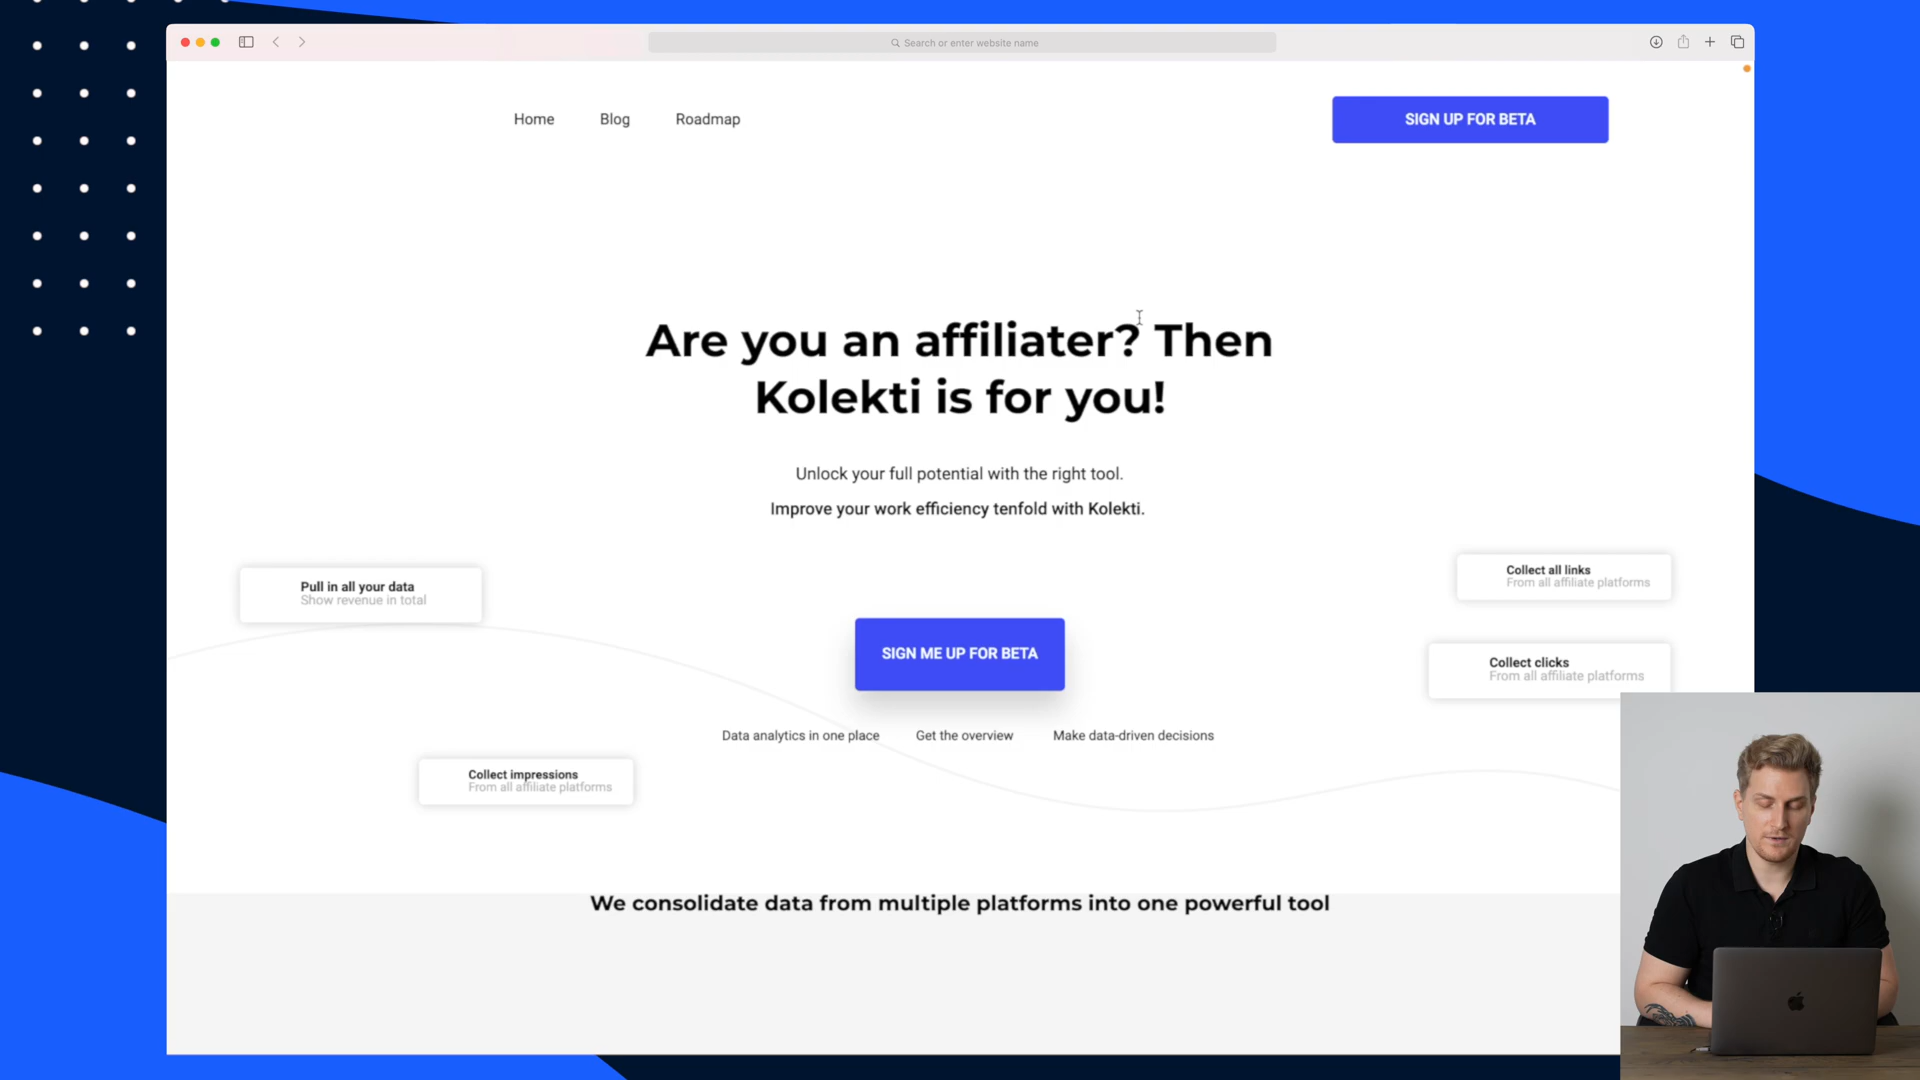 Search or enter website name
Home Blog Roadmap
SIGN UP FOR BETA
Are you an affiliater? Then
Kolekti is for you!
Unlock your full potential with the right tool.
Improve your work efficiency tenfold with Kolekti.
Pull in all your data
Show revenue in total
Collect all links
From all affiliate platforms
SIGN ME UP FOR BETA
Collect clicks
From all affiliate platforms
Data analytics in one place Get the overview Make data-driven decisions
Collect impressions
From all affiliate platforms
We consolidate data from multiple platforms into one powerful tool